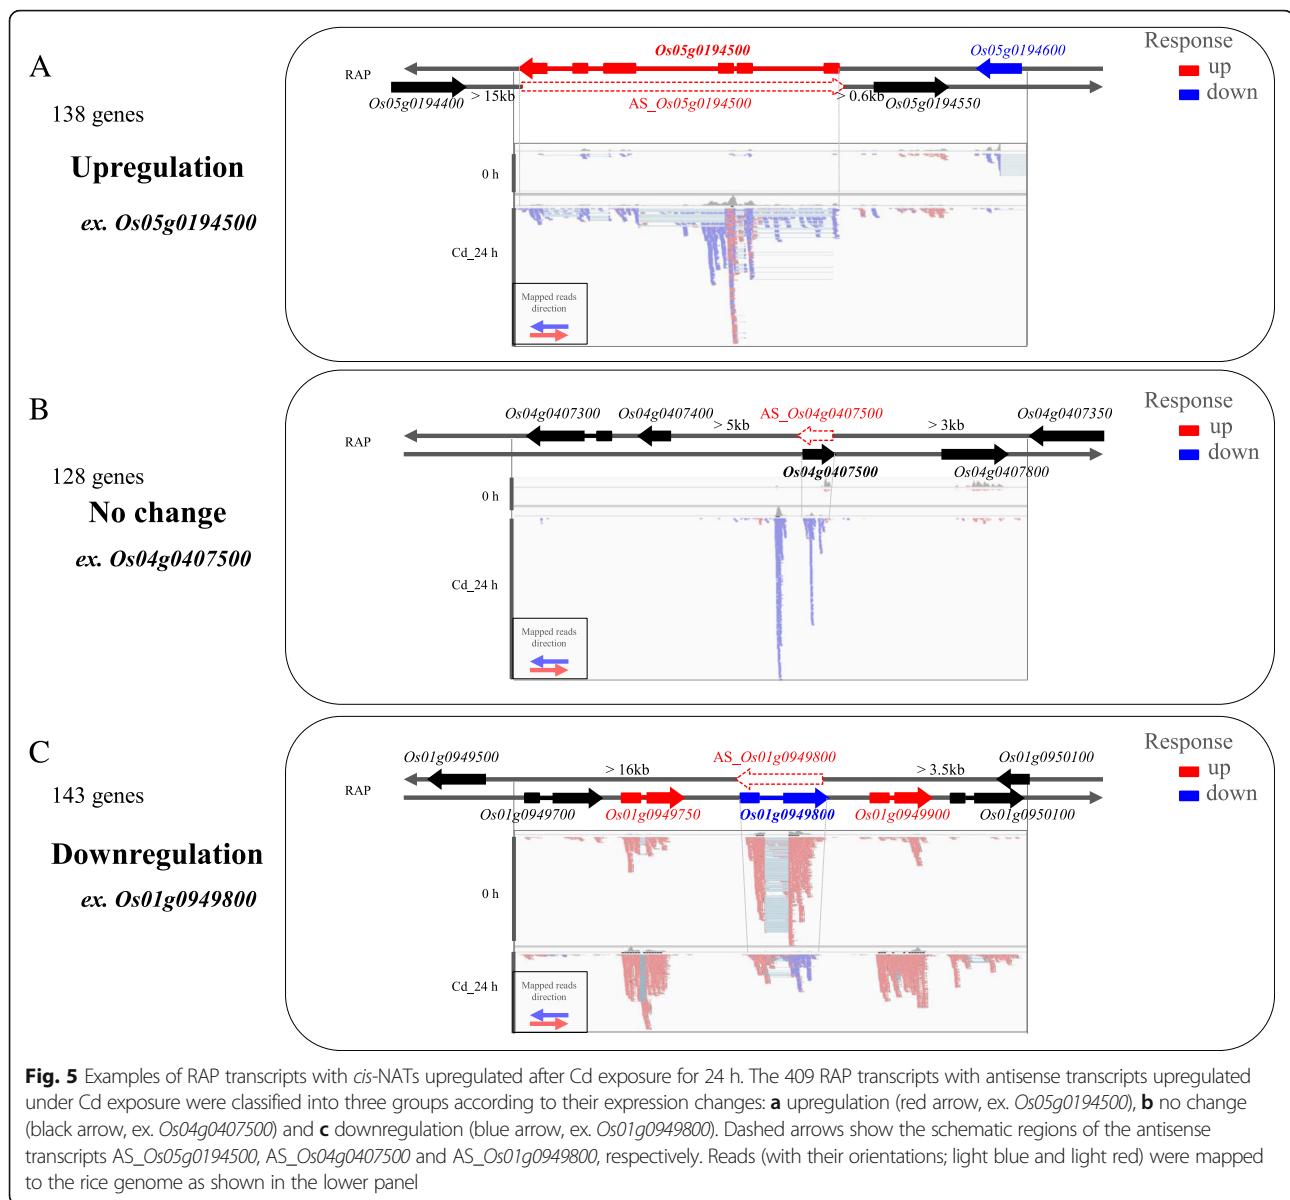 A
138 genes
Upregulation
ex. Os05g0194500
RAP
Os05g0194500
Os05g0194600
Response
up
down
Os05g0194400
> 15kb
AS_Os05g0194500
> 0.6kb
Os05g0194550
0 h
Cd_24 h
Mapped reads
direction
B
128 genes
No change
ex. Os04g0407500
RAP
Os04g0407300
Os04g0407400
> 5kb
AS_Os04g0407500
> 3kb
Os04g0407350
Response
up
down
Os04g0407500
Os04g0407800
0 h
Cd_24 h
Mapped reads
direction
C
143 genes
Downregulation
ex. Os01g0949800
RAP
Os01g0949500
> 16kb
AS_Os01g0949800
> 3.5kb
Os01g0950100
Response
up
down
Os01g0949700
Os01g0949750
Os01g0949800
Os01g0949900
Os01g0950100
0 h
Cd_24 h
Mapped reads
direction
Fig. 5 Examples of RAP transcripts with cis-NATs upregulated after Cd exposure for 24 h. The 409 RAP transcripts with antisense transcripts upregulated
under Cd exposure were classified into three groups according to their expression changes: a upregulation (red arrow, ex. Os05g0194500), b no change
(black arrow, ex. Os04g0407500) and c downregulation (blue arrow, ex. Os01g0949800). Dashed arrows show the schematic regions of the antisense
transcripts AS_Os05g0194500, AS_Os04g0407500 and AS_Os01g0949800, respectively. Reads (with their orientations; light blue and light red) were mapped
to the rice genome as shown in the lower panel